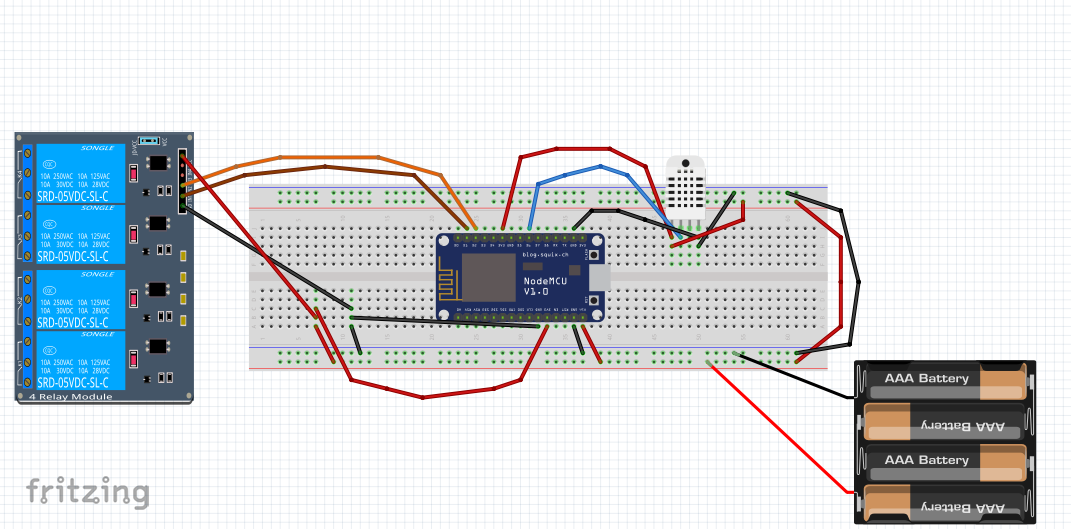 SONGLE
10A 250VAC 10A 125VAC
10A 30VDC 10A 28VDC
SRD-05VDC-SL-C
SONGLE
10A 250VAC 10A 125VAC
10A 30VDC 10A 28VDC
SRD-05VDC-SL-C
SONGLE
10A 250VAC 10A 125VAC
10A 30VDC 10A 28VDC
SRD-05VDC-SL-C
SONGLE
10A 250VAC 10A 125VAC
10A 30VDC 10A 28VDC
SRD-05VDC-SL-C
4 Relay Module
blog.squix.ch
NodeMCU
V1.0
AAA Battery
AAA Battery
AAA Battery
AAA Battery
fritzing